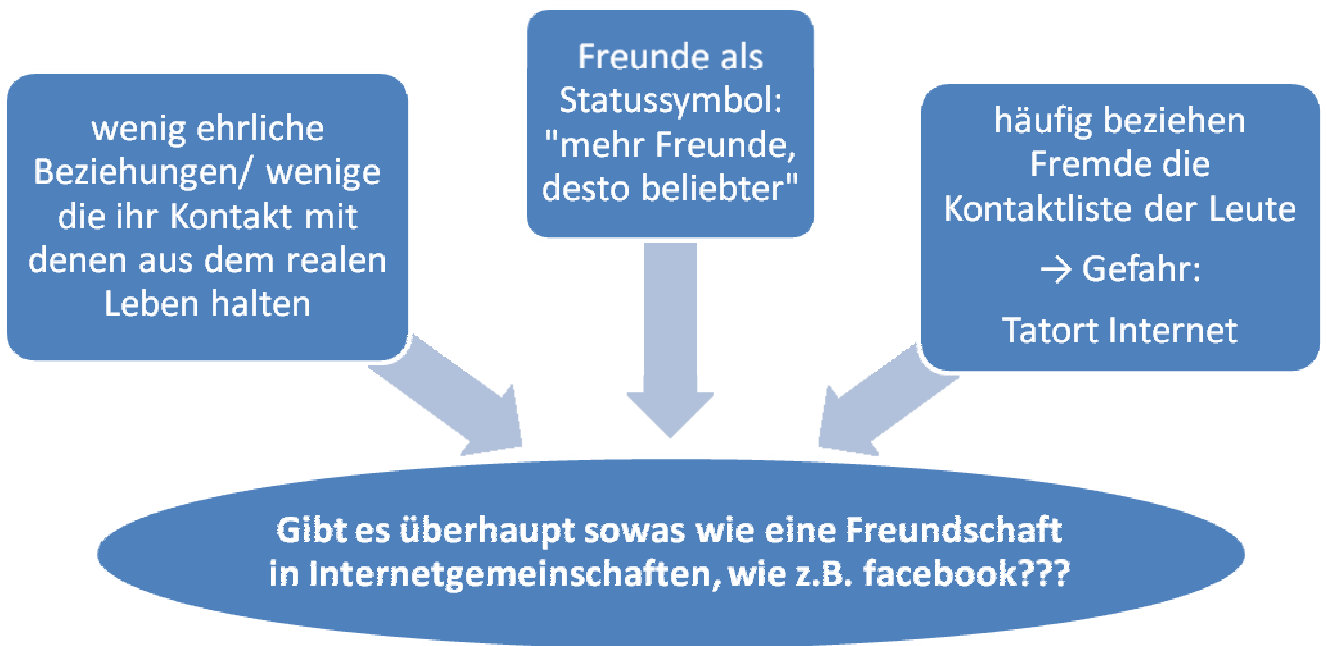 wenig ehrliche
Beziehungen/ wenige
die ihr Kontakt mit
denen aus dem realen
Leben halten
Freunde als
Statussymbol:
"mehr Freunde,
desto beliebter"
häufig beziehen
Fremde die
Kontaktliste der Leute
→ Gefahr:
Tatort Internet
Gibt es überhaupt sowas wie eine Freundschaft
in Internetgemeinschaften, wie z.B. facebook???